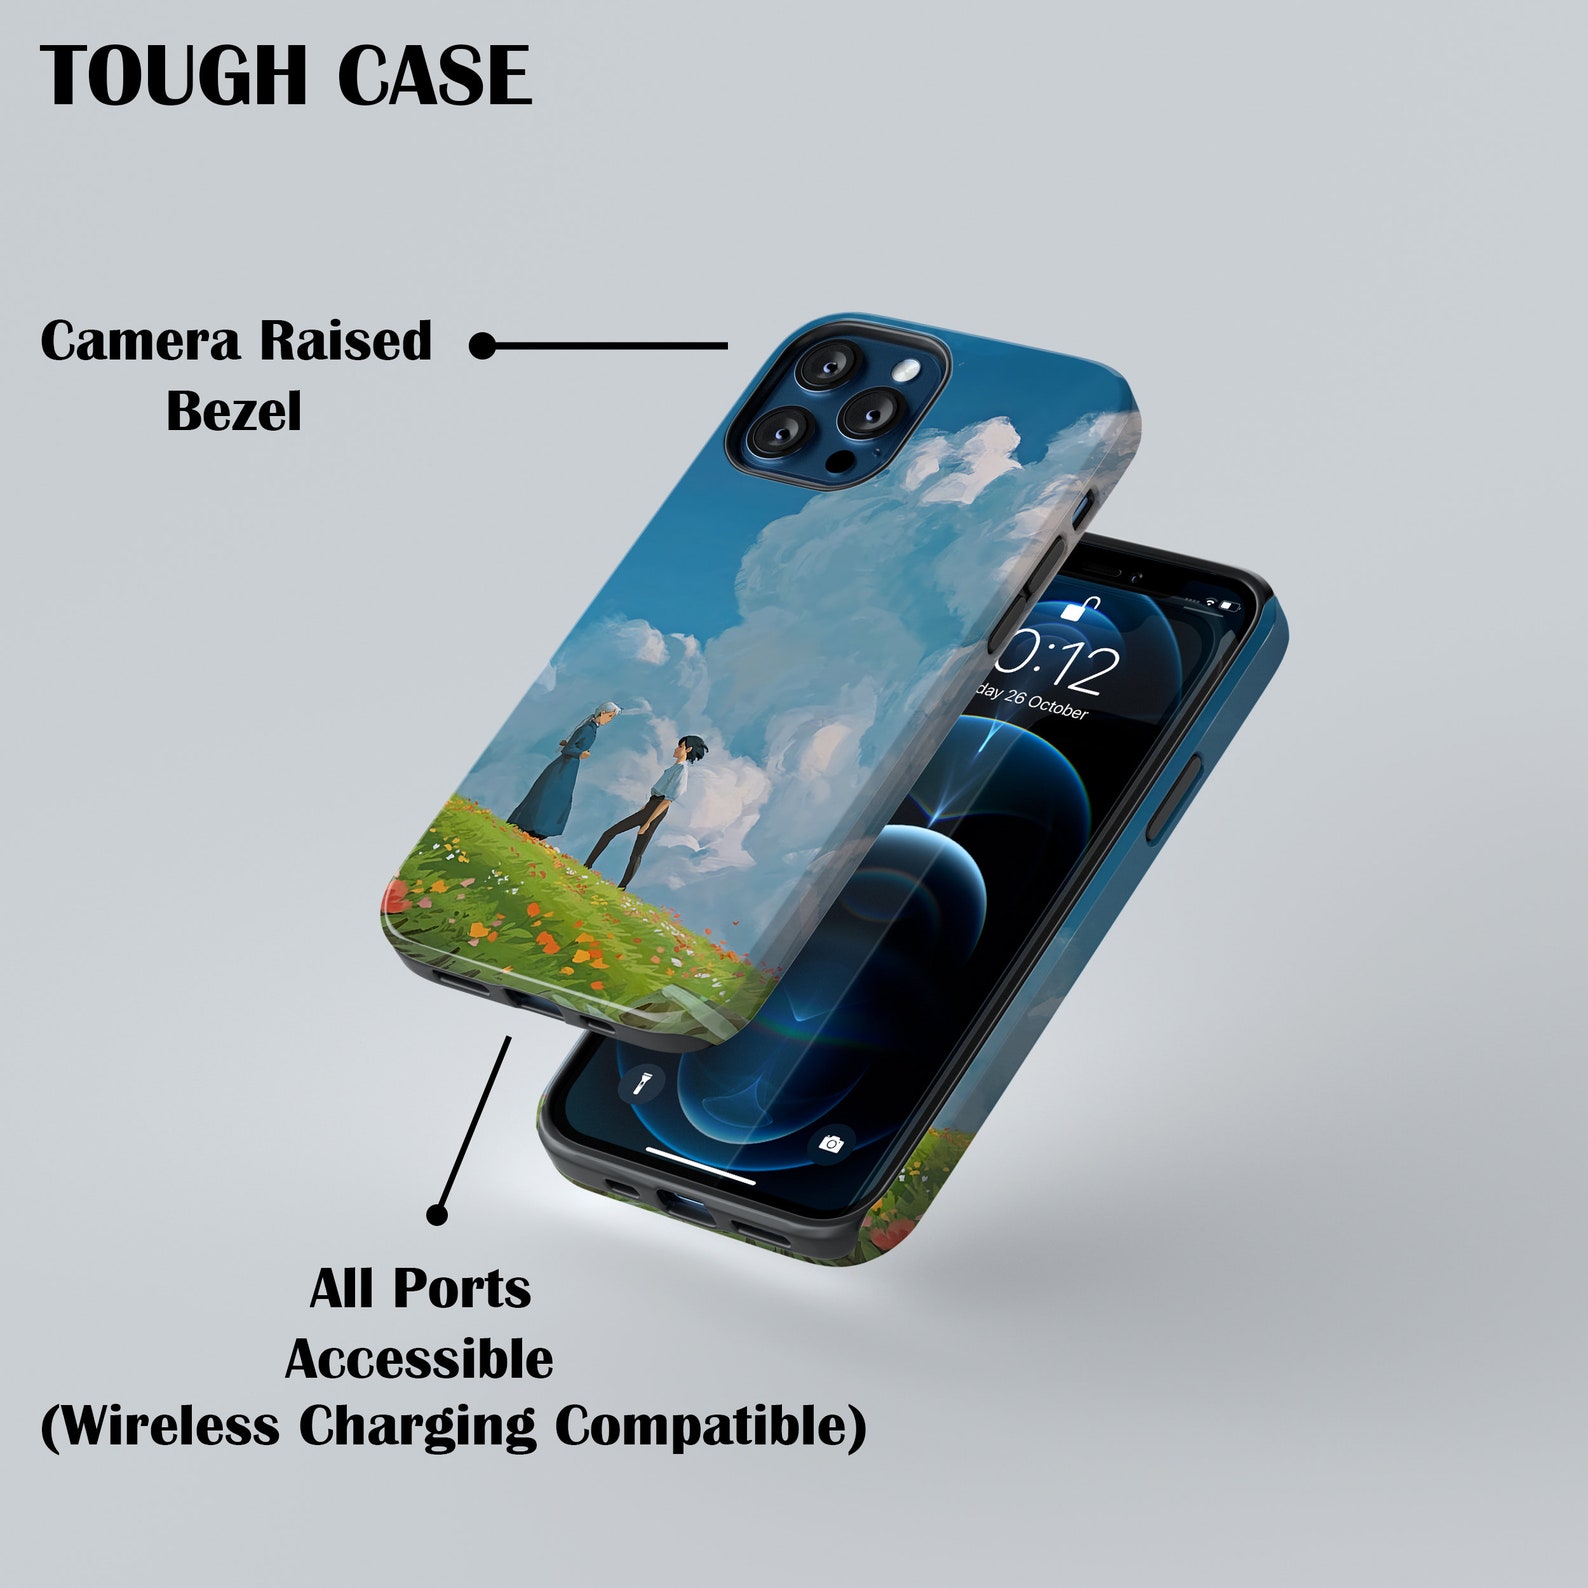 TOUGH CASE
Camera Raised
Bezel
0:12
day 26 October
All Ports
Accessible
(Wireless Charging Compatible)